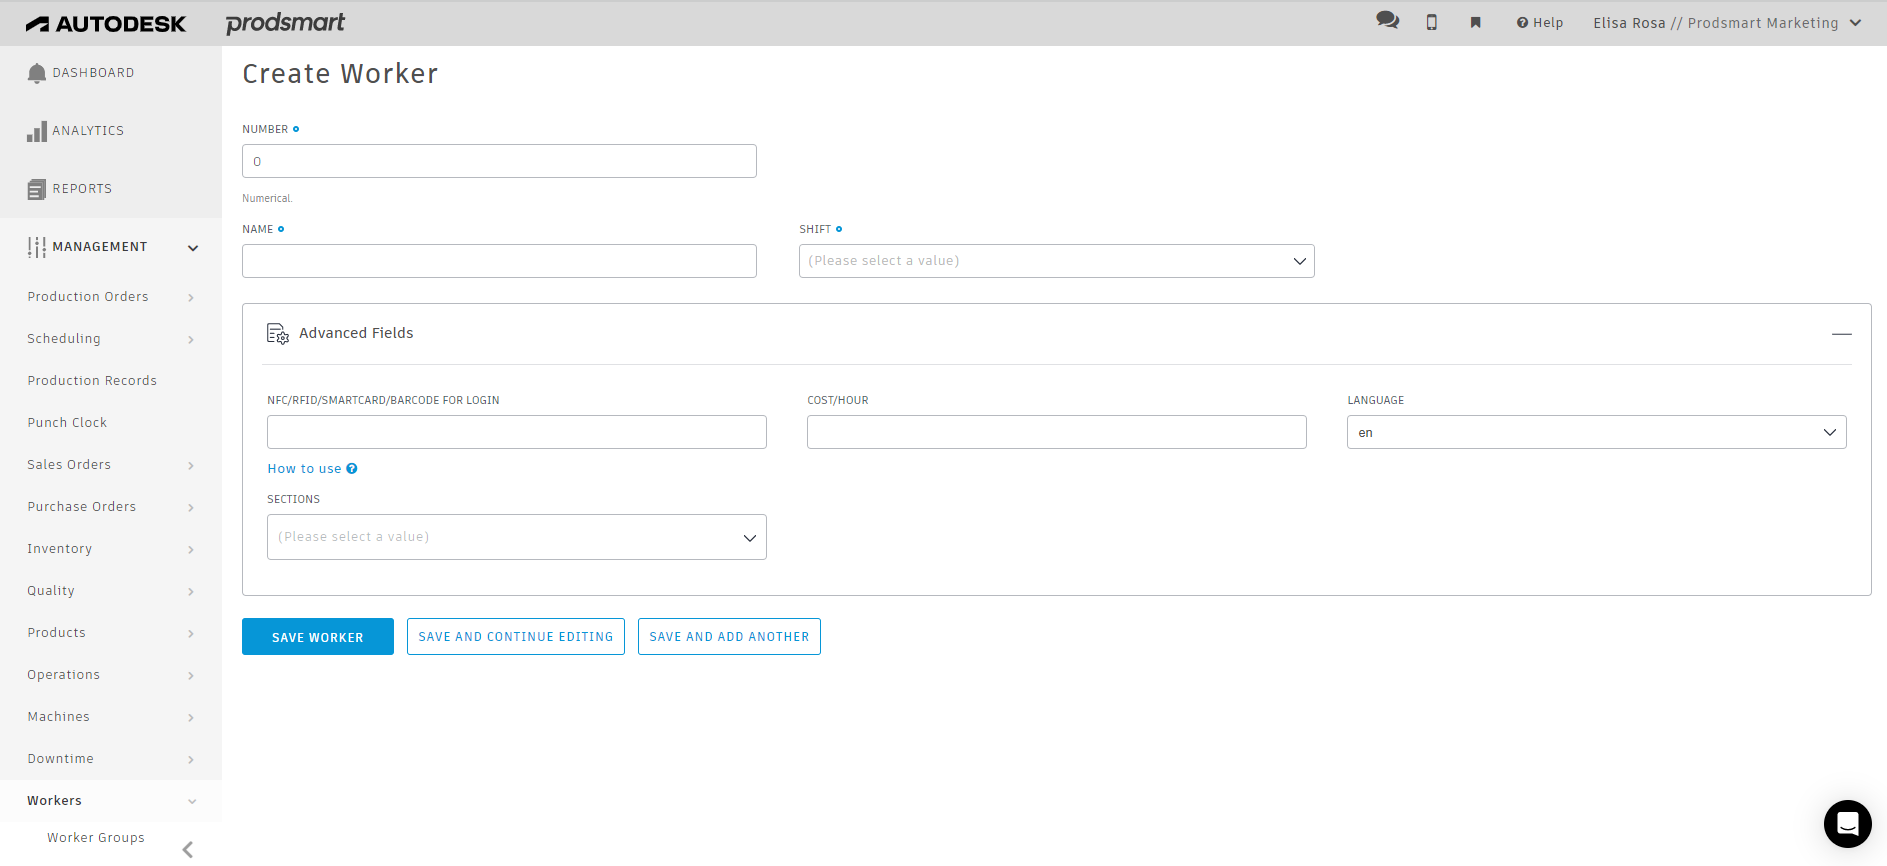 AUTODESK
prodsmart
Help
Elisa Rosa // Prodsmart Marketing
DASHBOARD
ANALYTICS
REPORTS
MANAGEMENT
Production Orders
Scheduling
Production Records
Punch Clock
Sales Orders
Purchase Orders
Inventory
Quality
Products
Operations
Machines
Downtime
Workers
Worker Groups
Create Worker
NUMBER
0
Numerical.
NAME
SHIFT
(Please select a value)
Advanced Fields
NFC/RFID/SMARTCARD/BARCODE FOR LOGIN
COST/HOUR
LANGUAGE
en
How to use
SECTIONS
(Please select a value)
SAVE WORKER
SAVE AND CONTINUE EDITING
SAVE AND ADD ANOTHER